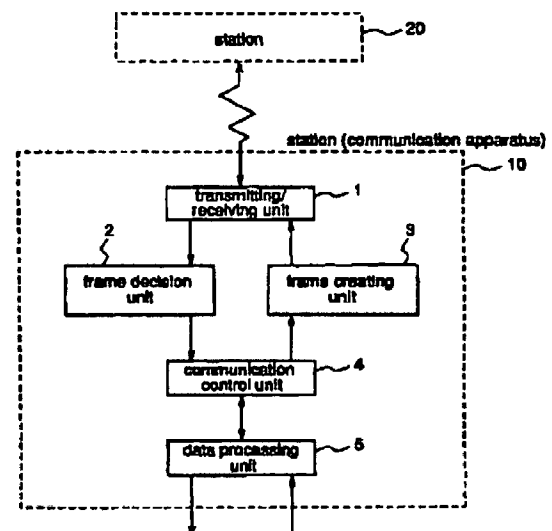 station
20
station (communication apparatus)
10
transmitting/
receiving unit
1
2
frame decision
unit
3
frame creating
unit
communication
control unit
4
data processing
unit
5